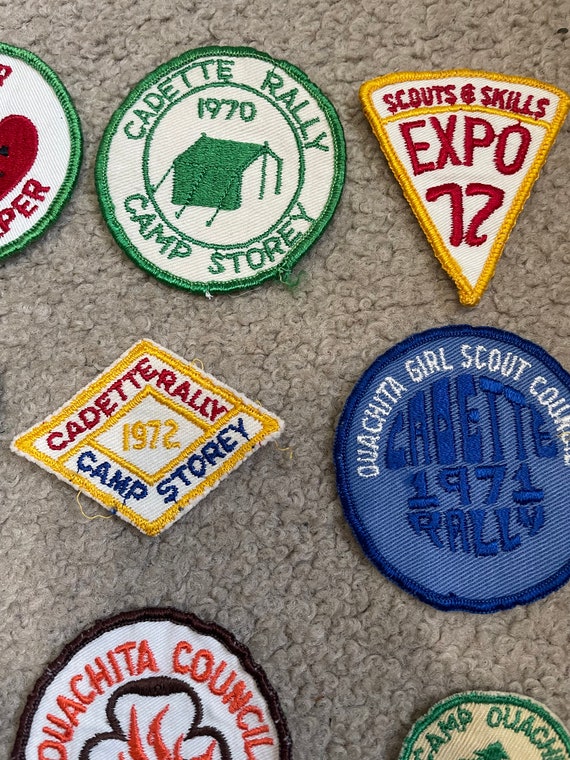 PER
CADETTE RALLY
1970
CAMP STOREY
SCOUTS & SKILLS
EXPO
72
CADETTE RALLY
1972
CAMP STOREY
OUACHITA GIRL SCOUT COUNCIL
CADETTE
1971
RALLY
OUACHITA COUNCIL
CAMP OUACHI